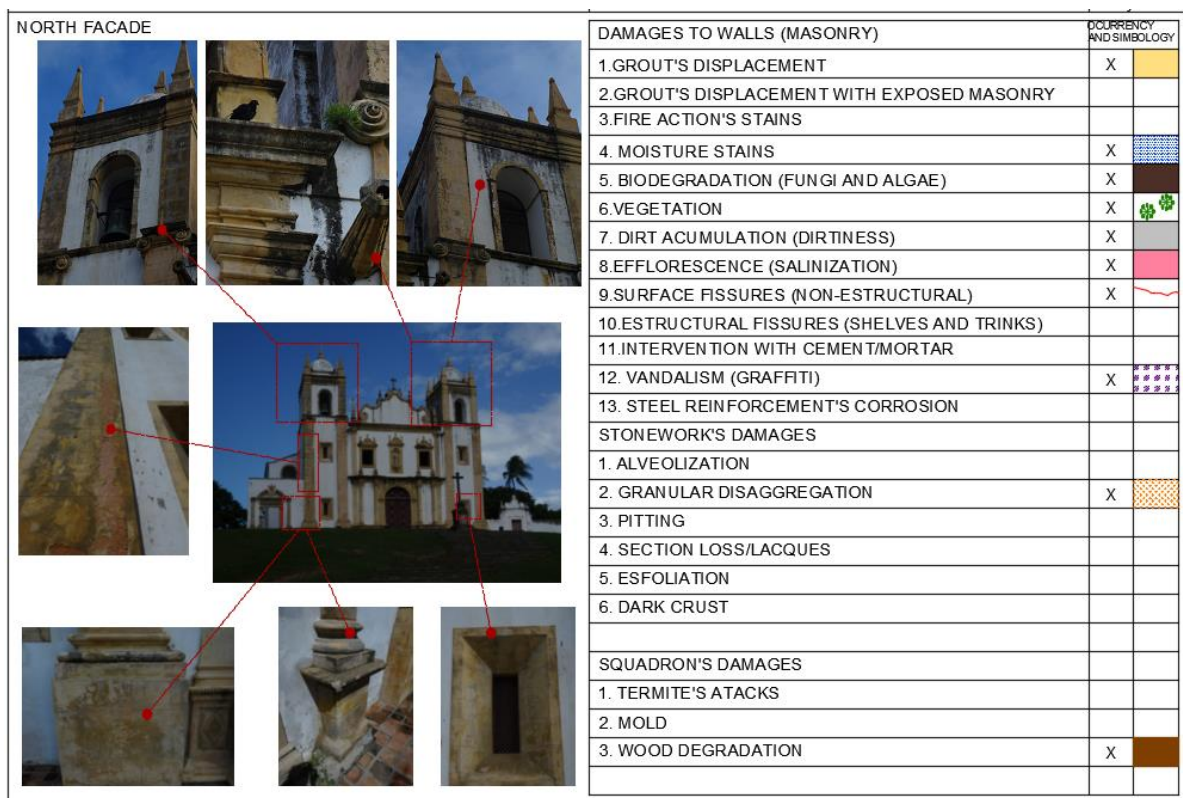 NORTH FACADE
DAMAGES TO WALLS (MASONRY)
OCURRENCY
AND SIMBOLOGY
1.GROUT'S DISPLACEMENT X
2.GROUT'S DISPLACEMENT WITH EXPOSED MASONRY
3.FIRE ACTION'S STAINS
4. MOISTURE STAINS X
5. BIODEGRADATION (FUNGI AND ALGAE) X
6.VEGETATION X
7. DIRT ACUMULATION (DIRTINESS) X
8.EFFLORESCENCE (SALINIZATION) X
9.SURFACE FISSURES (NON-ESTRUCTURAL) X
10.ESTRUCTURAL FISSURES (SHELVES AND TRINKS)
11.INTERVENTION WITH CEMENT/MORTAR
12. VANDALISM (GRAFFITI) X
13. STEEL REINFORCEMENT'S CORROSION
STONEWORK'S DAMAGES
1. ALVEOLIZATION
2. GRANULAR DISAGGREGATION X
3. PITTING
4. SECTION LOSS/LACQUES
5. ESFOLIATION
6. DARK CRUST
SQUADRON'S DAMAGES
1. TERMITE'S ATACKS
2. MOLD
3. WOOD DEGRADATION X